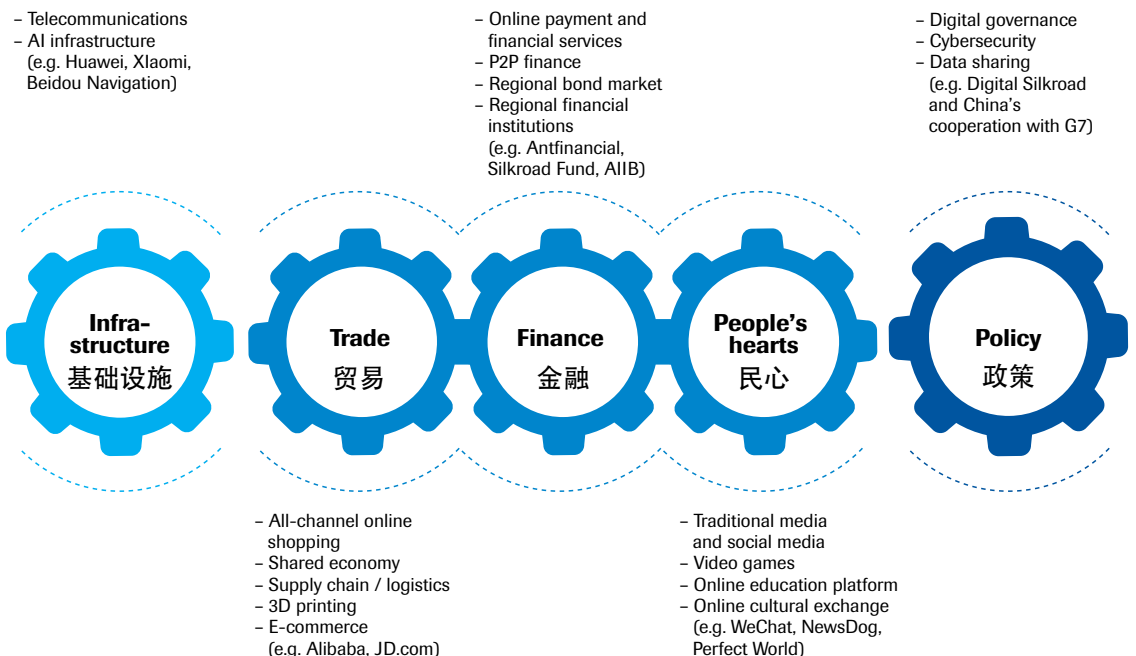 – Telecommunications
– AI infrastructure
(e.g. Huawei, XIaomi,
Beidou Navigation)
– Online payment and
financial services
– P2P finance
– Regional bond market
– Regional financial
institutions
(e.g. Antfinancial,
Silkroad Fund, AIIB)
– Digital governance
– Cybersecurity
– Data sharing
(e.g. Digital Silkroad
and China’s
cooperation with G7)
Infra-
structure
基础设施
Trade
贸易
Finance
金融
People’s
hearts
民心
Policy
政策
– All-channel online
shopping
– Shared economy
– Supply chain / logistics
– 3D printing
– E-commerce
(e.g. Alibaba, JD.com)
– Traditional media
and social media
– Video games
– Online education platform
– Online cultural exchange
(e.g. WeChat, NewsDog,
Perfect World)